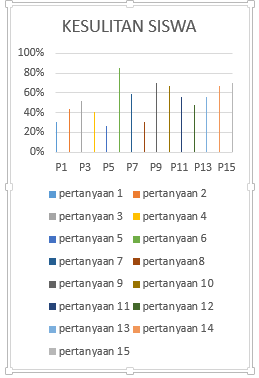 KESULITAN SISWA
100%
80%
60%
40%
20%
0%
P1 P3 P5 P7 P9 P11 P13 P15
pertanyaan 1 pertanyaan 2
pertanyaan 3 pertanyaan 4
pertanyaan 5 pertanyaan 6
pertanyaan 7 pertanyaan8
pertanyaan 9 pertanyaan 10
pertanyaan 11 pertanyaan 12
pertanyaan 13 pertanyaan 14
pertanyaan 15